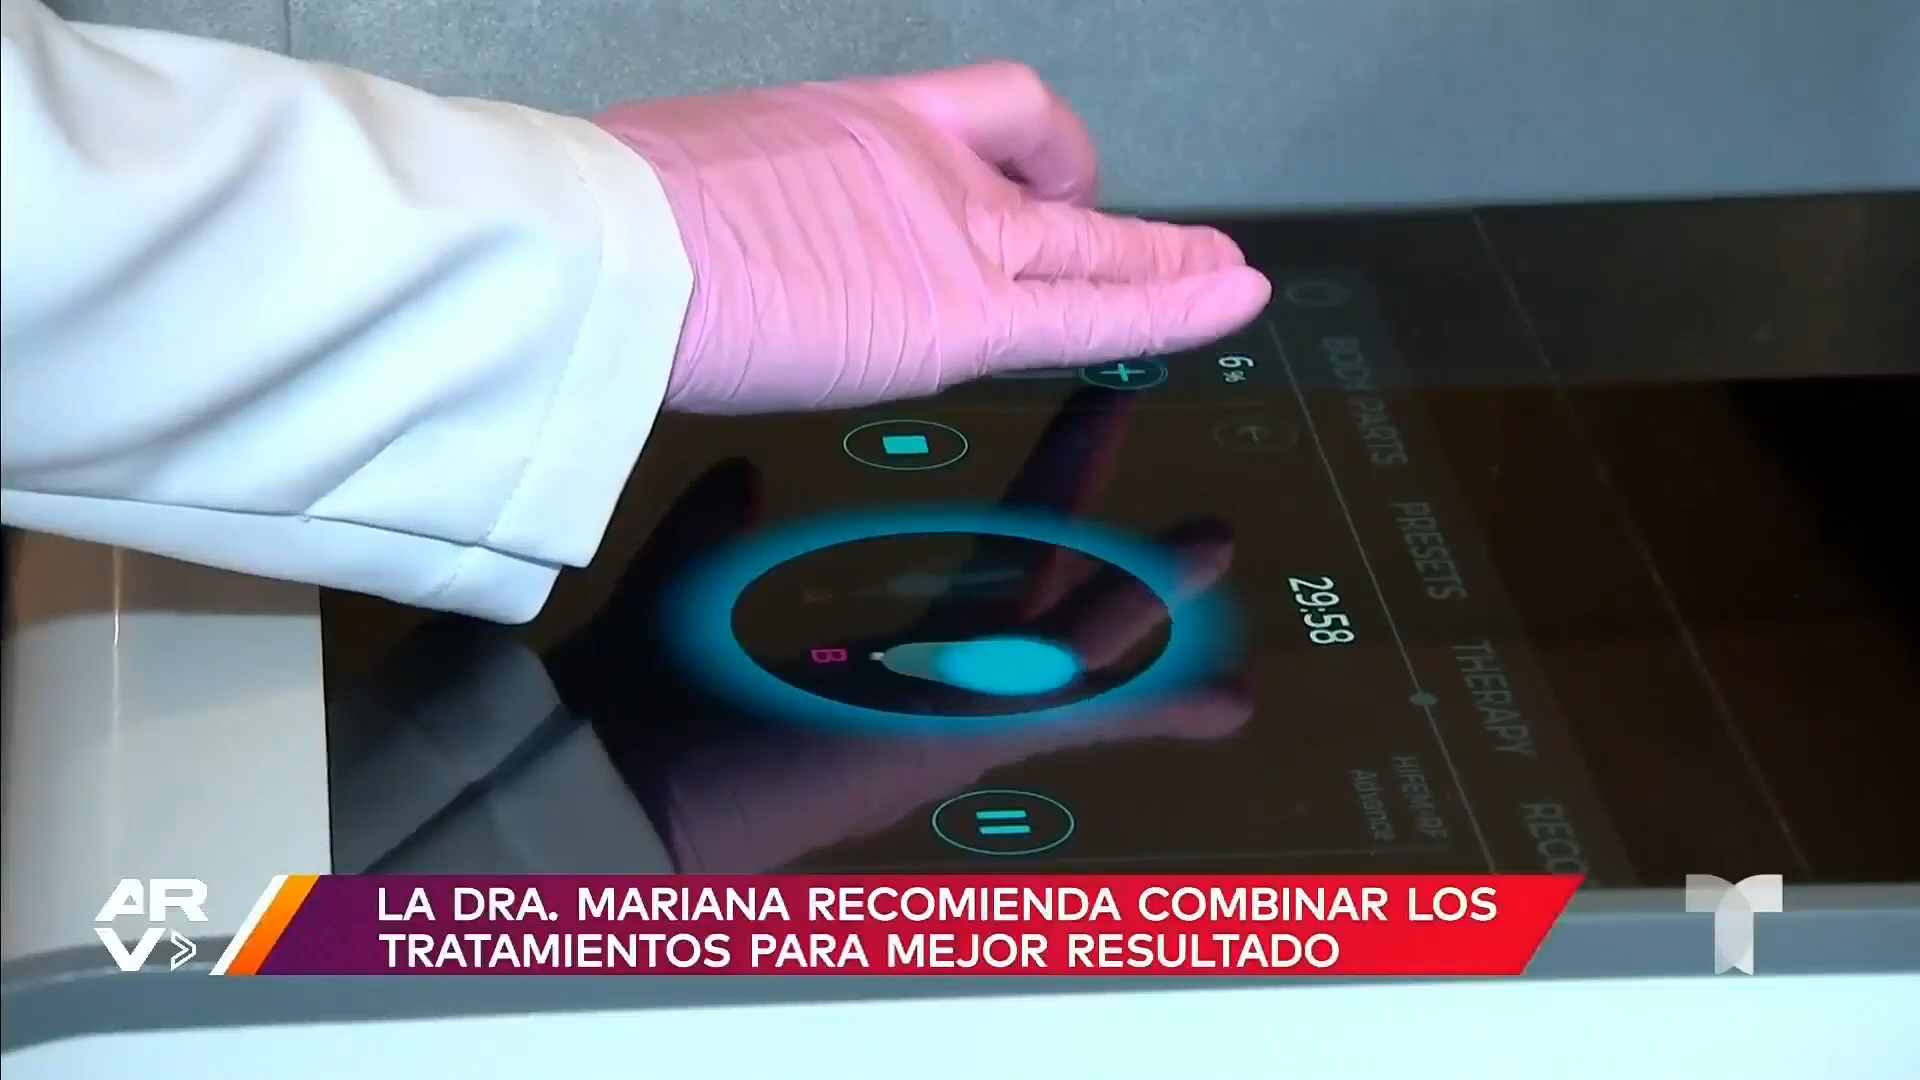 6%
BODY PARTS
PRESETS
29:58
THERAPY
B
HIFEM+RF
Advance
RECO
ARV
LA DRA. MARIANA RECOMIENDA COMBINAR LOS
TRATAMIENTOS PARA MEJOR RESULTADO
T